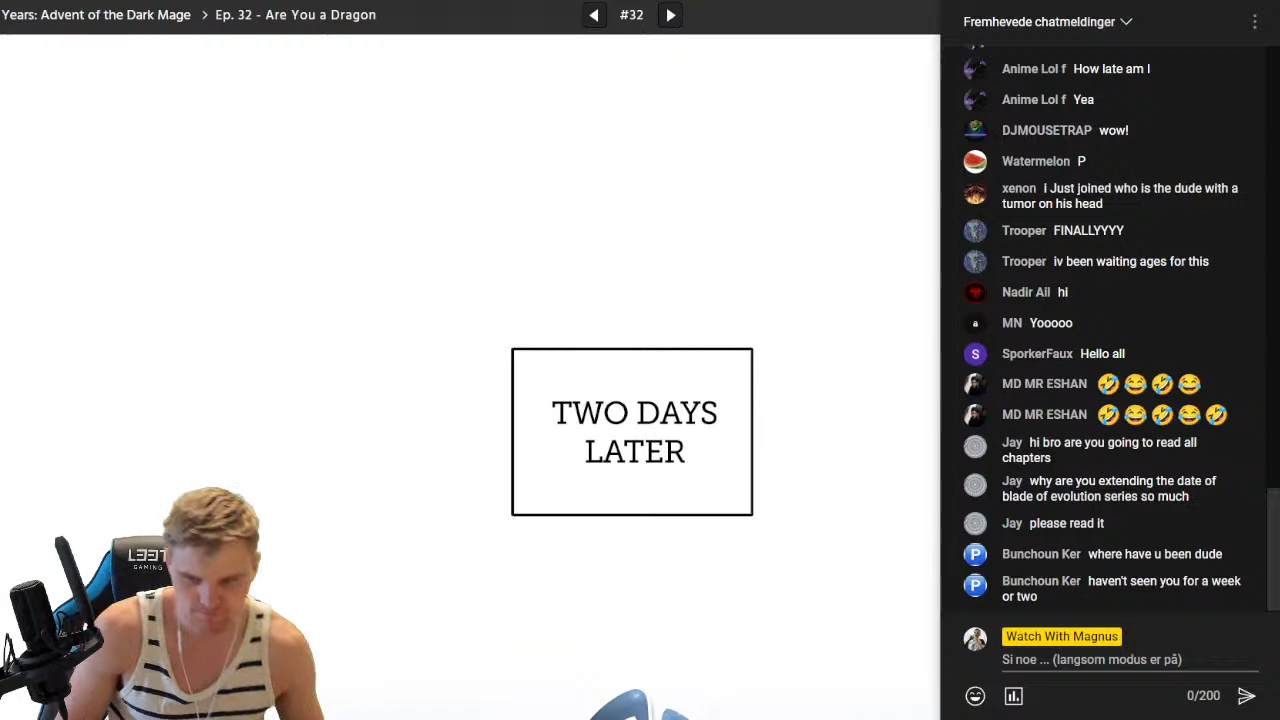 Years: Advent of the Dark Mage > Ep. 32 - Are You a Dragon
#32
TWO DAYS
LATER
L33T
GAMING
Fremhevede chatmeldinger
Anime Lol f How late am I
Anime Lol f Yea
DJMOUSETRAP wow!
Watermelon P
xenon i Just joined who is the dude with a
tumor on his head
Trooper FINALLYYYY
Trooper iv been waiting ages for this
Nadir Ail hi
a MN Yooooo
S SporkerFaux Hello all
MD MR ESHAN 🤣😂🤣😂
MD MR ESHAN 🤣😂🤣😂🤣
Jay hi bro are you going to read all
chapters
Jay why are you extending the date of
blade of evolution series so much
Jay please read it
P Bunchoun Ker where have u been dude
P Bunchoun Ker haven't seen you for a week
or two
Watch With Magnus
Si noe ... (langsom modus er på)
0/200